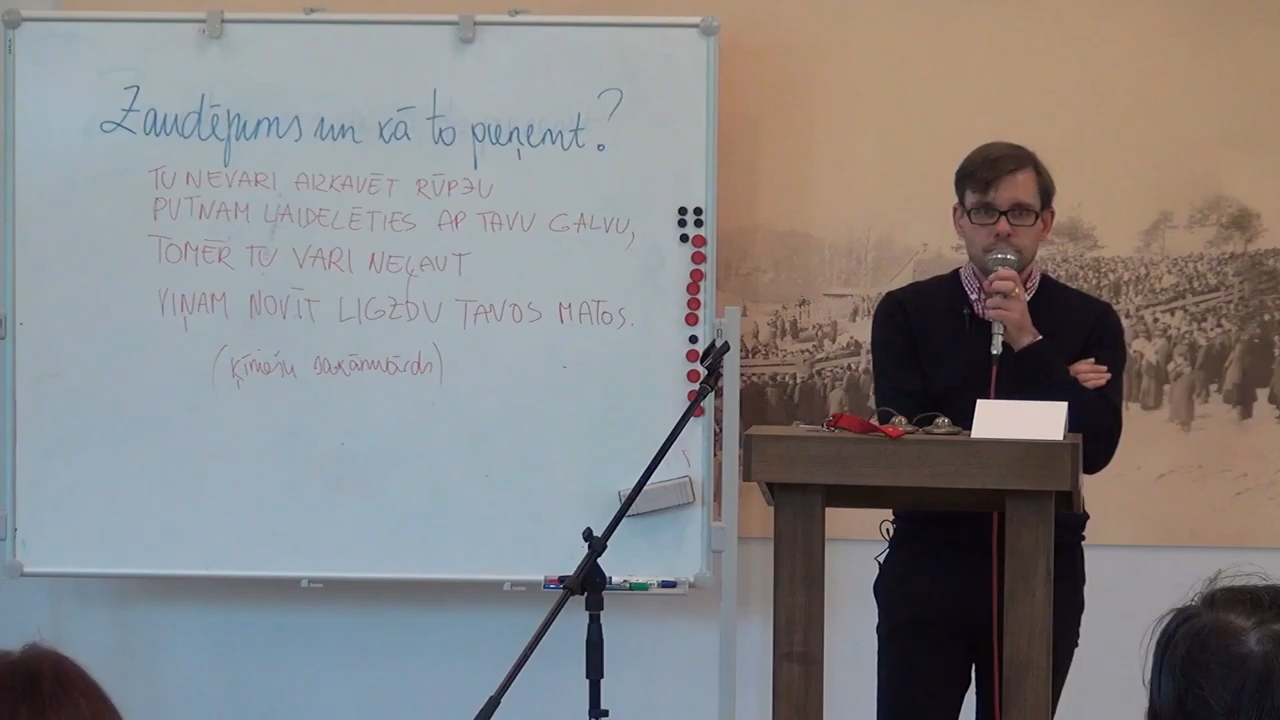 Zaudējums un kā to pieņemt?
TU NEVARI AIZKAVĒT RŪPJU
PUTNAM LIAIDELĒTIES AP TAVU GALVU,
TOMĒR TU VARI NEĻAUT
VIŅAM NOVĪT LIGZDU TAVOS MATOS.
(ķīniešu sakāmvārds)